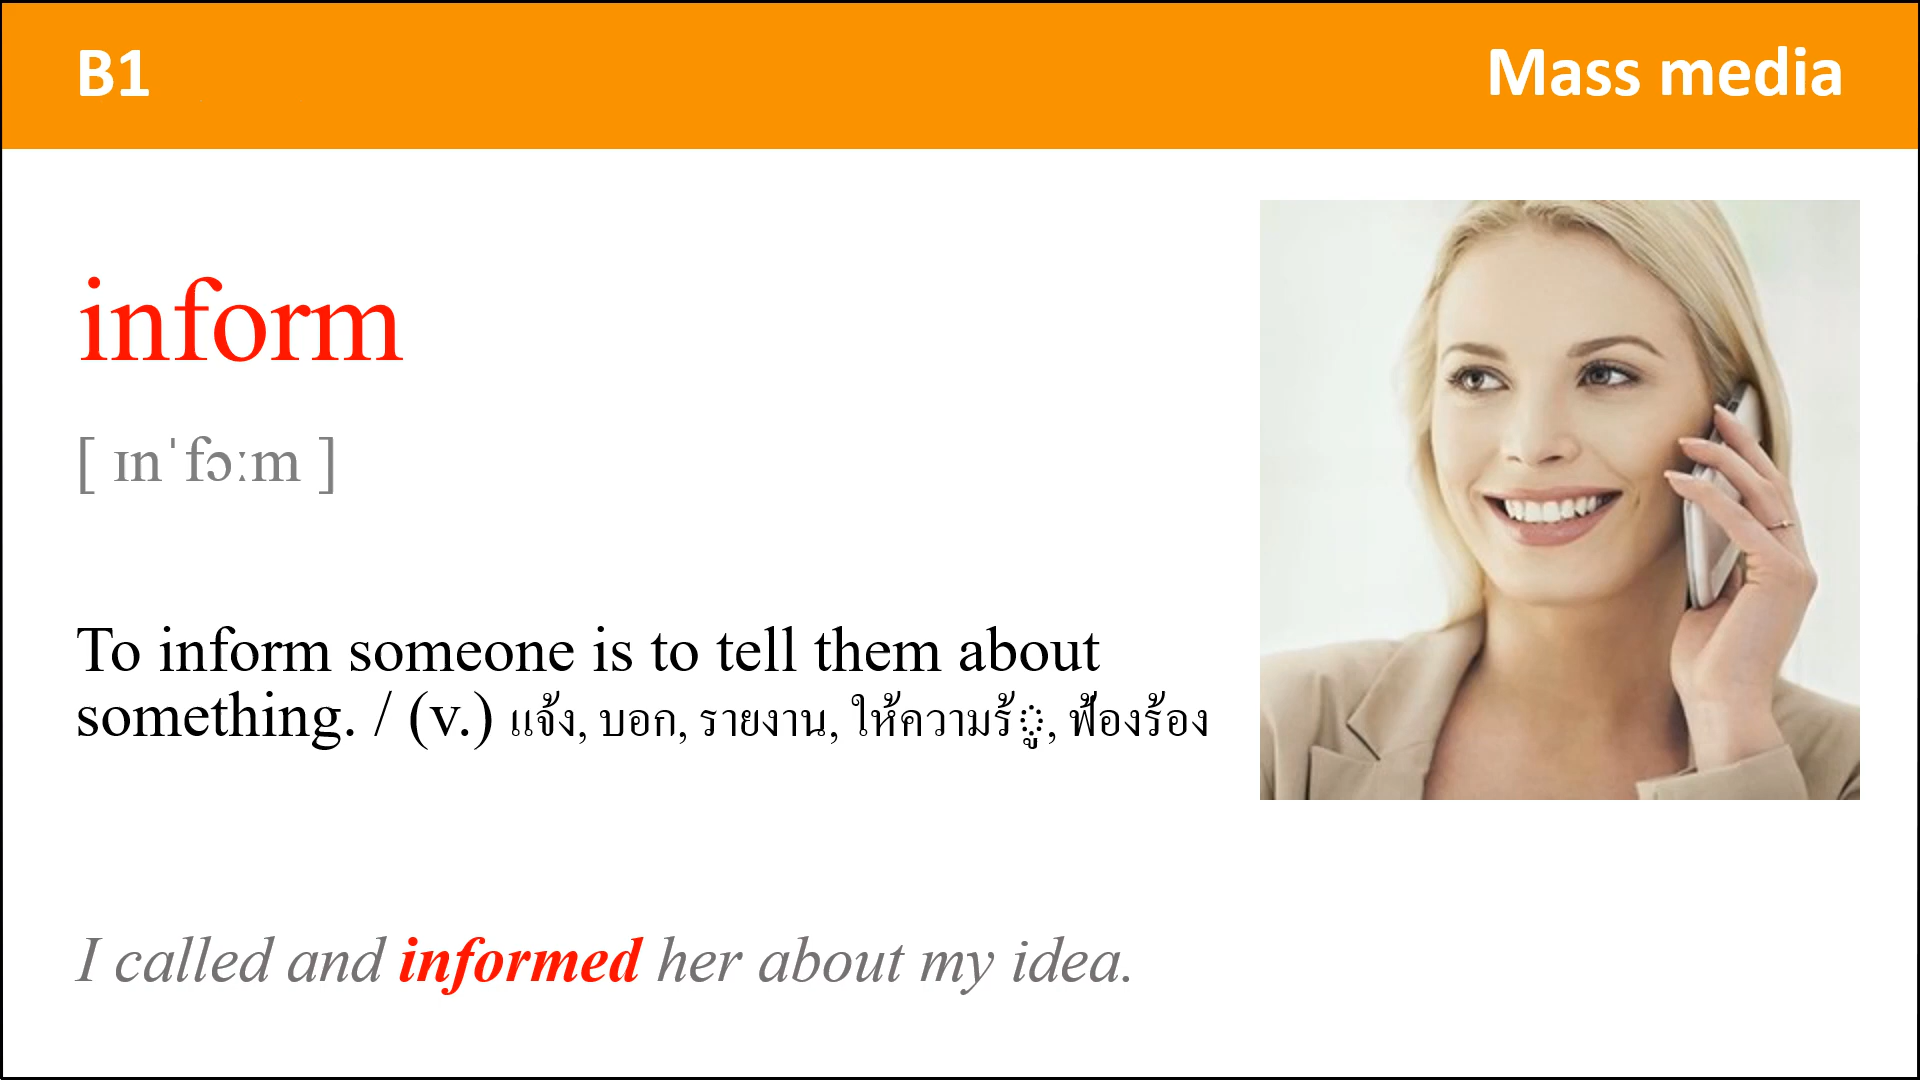 B1
Mass media
inform
[ ɪnˈfɔːm ]
To inform someone is to tell them about
something. / (v.) แจ้ง, บอก, รายงาน, ให้ความรู้, ฟ้องร้อง
I called and informed her about my idea.